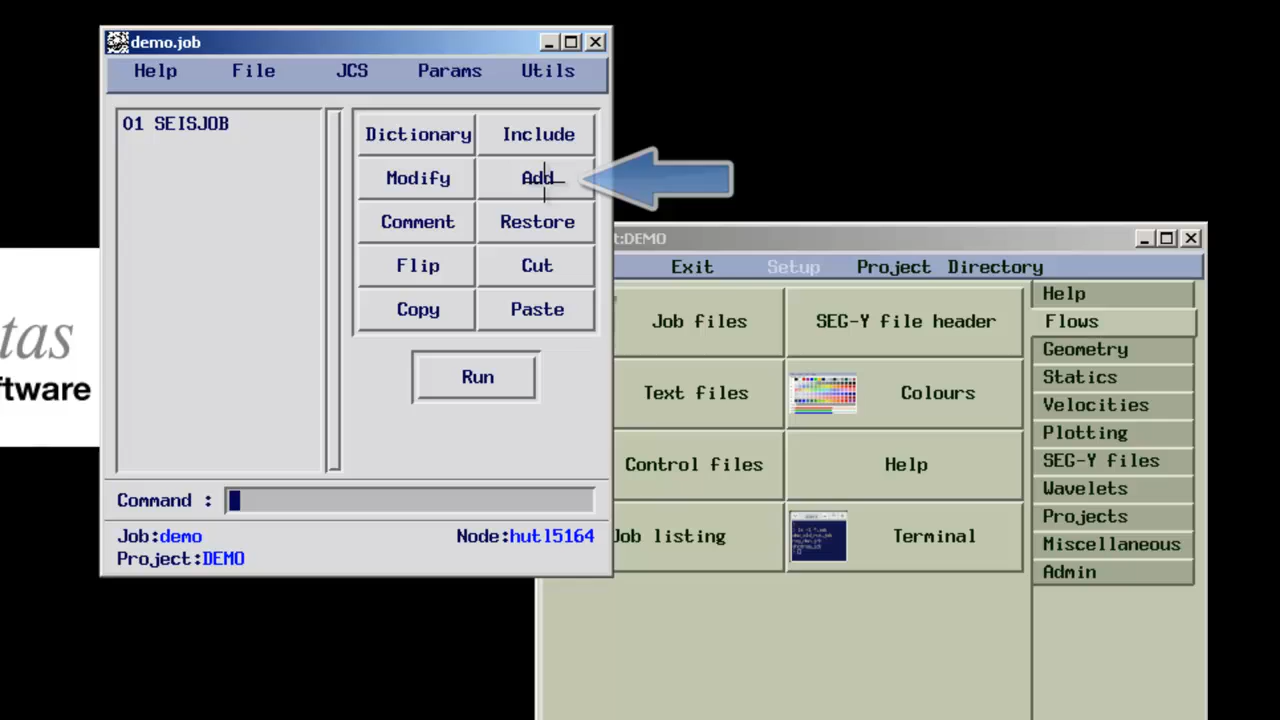 demo.job
Help File JCS Params Utils
01 SEISJOB
Dictionary Include
Modify Add
Comment Restore
Flip Cut
Copy Paste
Run
Command :
Job:demo Node:hutl5164
Project:DEMO
tas
ftware
t:DEMO
Exit Setup Project Directory
Job files SEG-Y file header
Text files Colours
Control files Help
Job listing Terminal
Help
Flows
Geometry
Statics
Velocities
Plotting
SEG-Y files
Wavelets
Projects
Miscellaneous
Admin